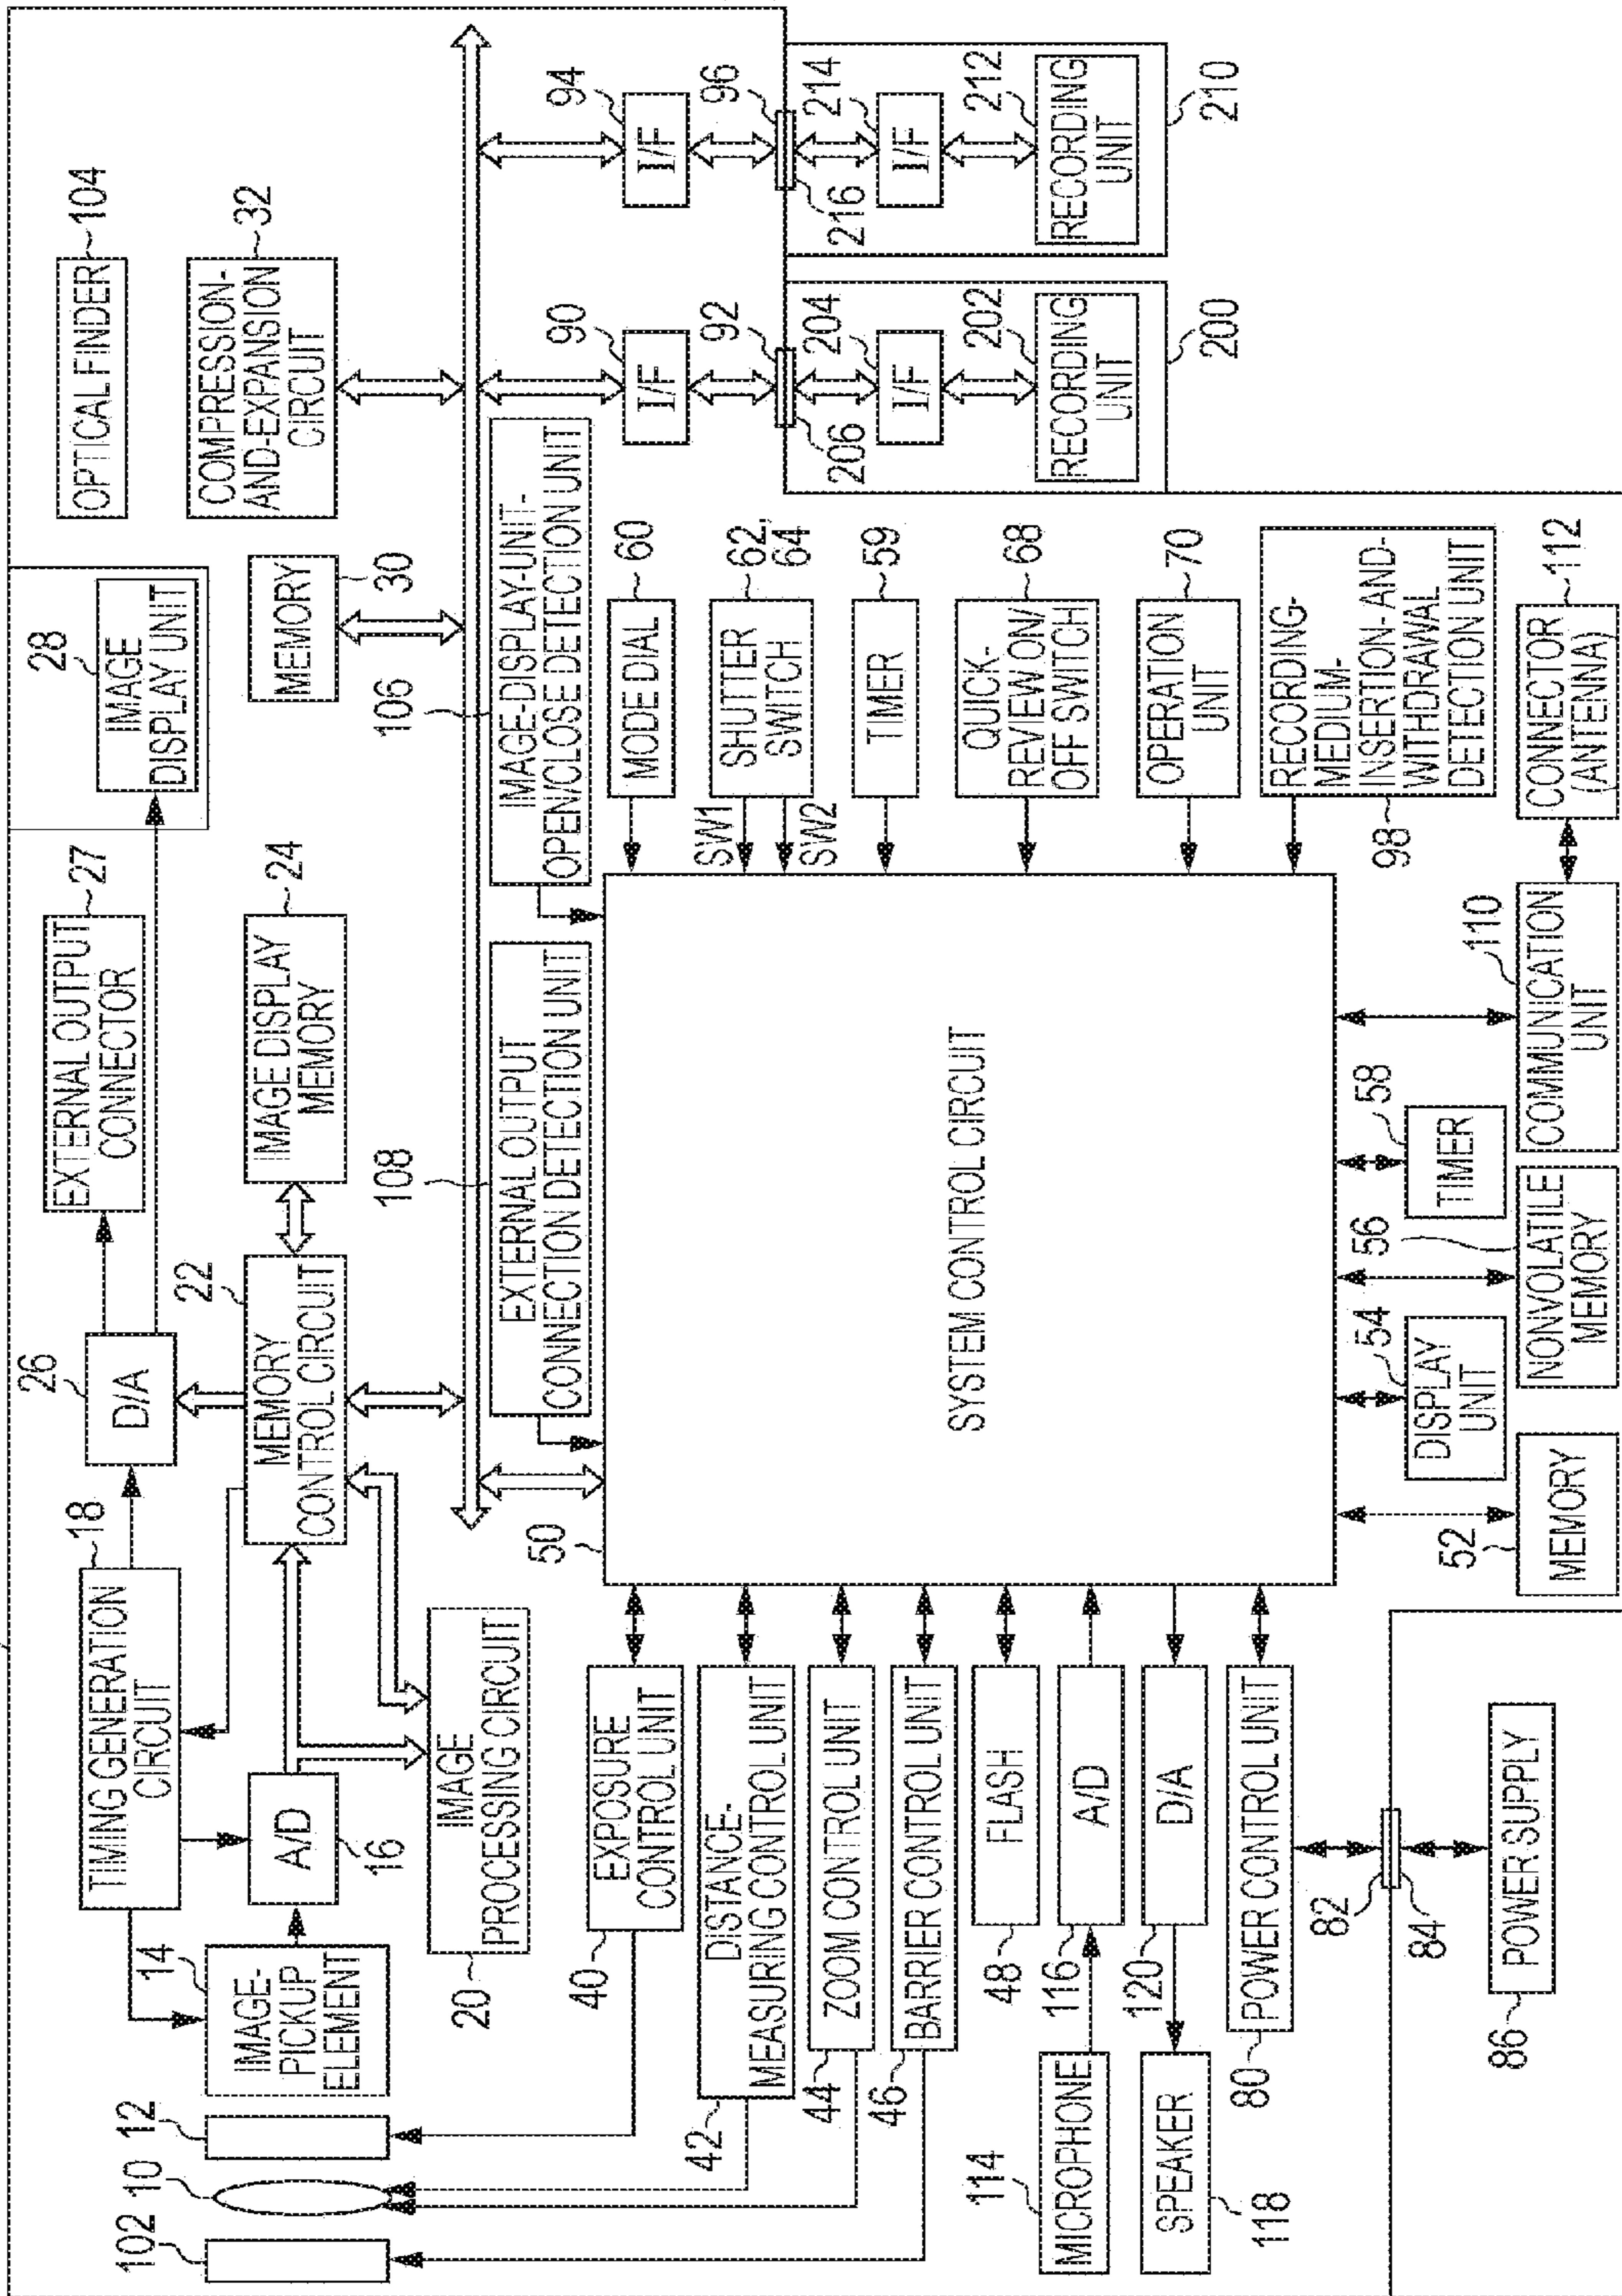 102
10
12
14
IMAGE-
PICKUP
ELEMENT
TIMING GENERATION
CIRCUIT
18
A/D
16
26
D/A
EXTERNAL OUTPUT
CONNECTOR
27
28
IMAGE
DISPLAY UNIT
OPTICAL FINDER
104
22
MEMORY
CONTROL CIRCUIT
IMAGE DISPLAY
MEMORY
24
MEMORY
30
COMPRESSION-
AND-EXPANSION
CIRCUIT
32
20
IMAGE
PROCESSING CIRCUIT
108
106
EXTERNAL OUTPUT
CONNECTION DETECTION UNIT
IMAGE-DISPLAY-UNIT-
OPEN/CLOSE DETECTION UNIT
50
SYSTEM CONTROL CIRCUIT
40
EXPOSURE
CONTROL UNIT
42
DISTANCE-
MEASURING CONTROL UNIT
44
ZOOM CONTROL UNIT
46
BARRIER CONTROL UNIT
48
FLASH
114
MICROPHONE
116
A/D
118
SPEAKER
120
D/A
80
POWER CONTROL UNIT
82
84
86
POWER SUPPLY
MODE DIAL
60
SW1
SW2
SHUTTER
SWITCH
62,
64
TIMER
59
QUICK-
REVIEW ON/
OFF SWITCH
68
OPERATION
UNIT
70
98
RECORDING-
MEDIUM-
INSERTION-AND-
WITHDRAWAL
DETECTION UNIT
52
MEMORY
54
DISPLAY
UNIT
56
NONVOLATILE
MEMORY
58
TIMER
110
COMMUNICATION
UNIT
CONNECTOR
(ANTENNA)
112
90
I/F
92
206
204
I/F
202
RECORDING
UNIT
200
94
I/F
96
216
214
I/F
212
RECORDING
UNIT
210